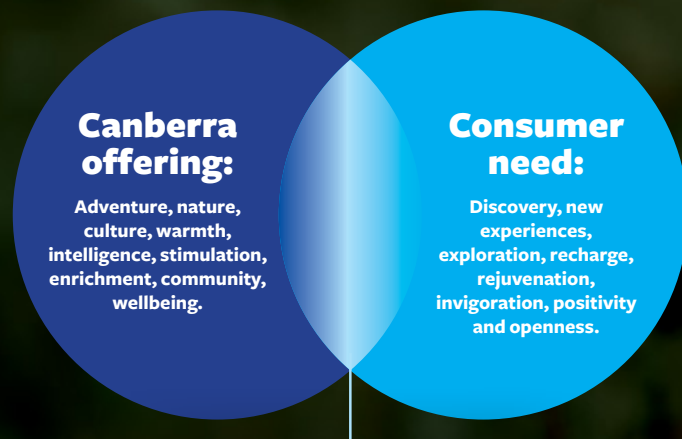 Canberra
offering:
Adventure, nature,
culture, warmth,
intelligence, stimulation,
enrichment, community,
wellbeing.
Consumer
need:
Discovery, new
experiences,
exploration, recharge,
rejuvenation,
invigoration, positivity
and openness.